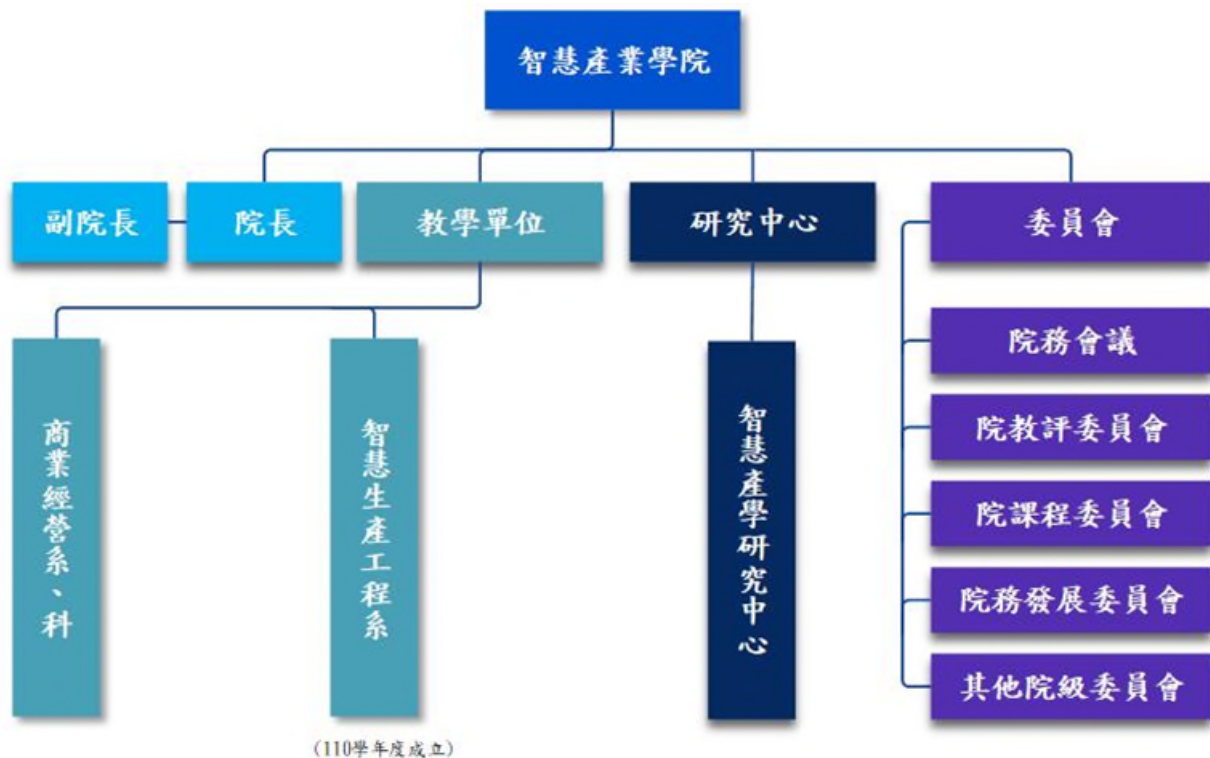 智慧產業學院
副院長
院長
教學單位
研究中心
委員會
商業經營系、科
智慧生產工程系
(110學年度成立)
智慧產學研究中心
院務會議
院教評委員會
院課程委員會
院務發展委員會
其他院級委員會